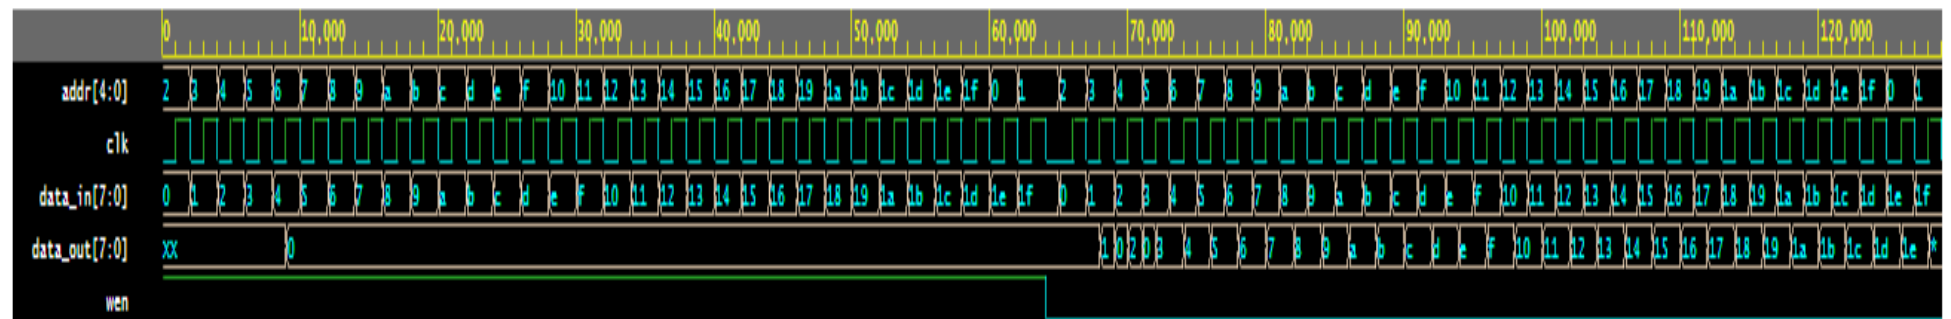 0 10,000 20,000 30,000 40,000 50,000 60,000 70,000 80,000 90,000 100,000 110,000 120,000
addr[4:0] 2 3 4 5 6 7 8 9 a b c d e f 10 11 12 13 14 15 16 17 18 19 1a 1b 1c 1d 1e 1f 0 1 2 3 4 5 6 7 8 9 a b c d e f 10 11 12 13 14 15 16 17 18 19 1a 1b 1c 1d 1e 1f 0 1
clk
data_in[7:0] 0 1 2 3 4 5 6 7 8 9 a b c d e f 10 11 12 13 14 15 16 17 18 19 1a 1b 1c 1d 1e 1f 0 1 2 3 4 5 6 7 8 9 a b c d e f 10 11 12 13 14 15 16 17 18 19 1a 1b 1c 1d 1e 1f
data_out[7:0] XX 0 1 0 2 0 3 4 5 6 7 8 9 a b c d e f 10 11 12 13 14 15 16 17 18 19 1a 1b 1c 1d 1e *
wen